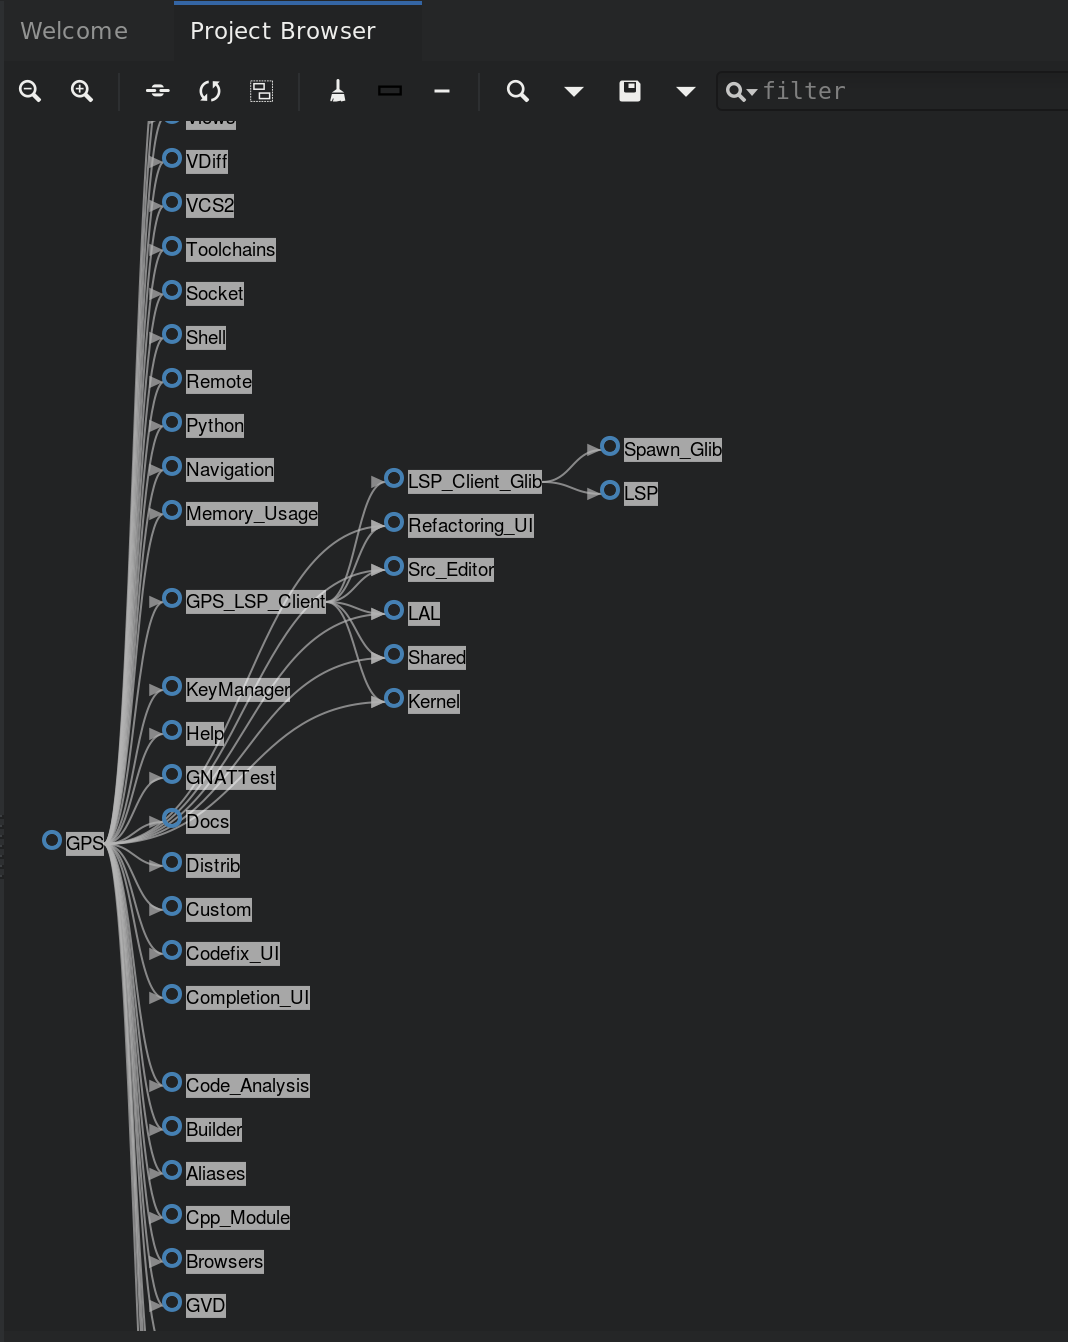 Welcome
Project Browser
filter
Views
VDiff
VCS2
Toolchains
Socket
Shell
Remote
Python
Navigation
Memory_Usage
GPS_LSP_Client
KeyManager
Help
GNATTest
Docs
GPS
Distrib
Custom
Codefix_UI
Completion_UI
Code_Analysis
Builder
Aliases
Cpp_Module
Browsers
GVD
LSP_Client_Glib
Refactoring_UI
Src_Editor
LAL
Shared
Kernel
Spawn_Glib
LSP